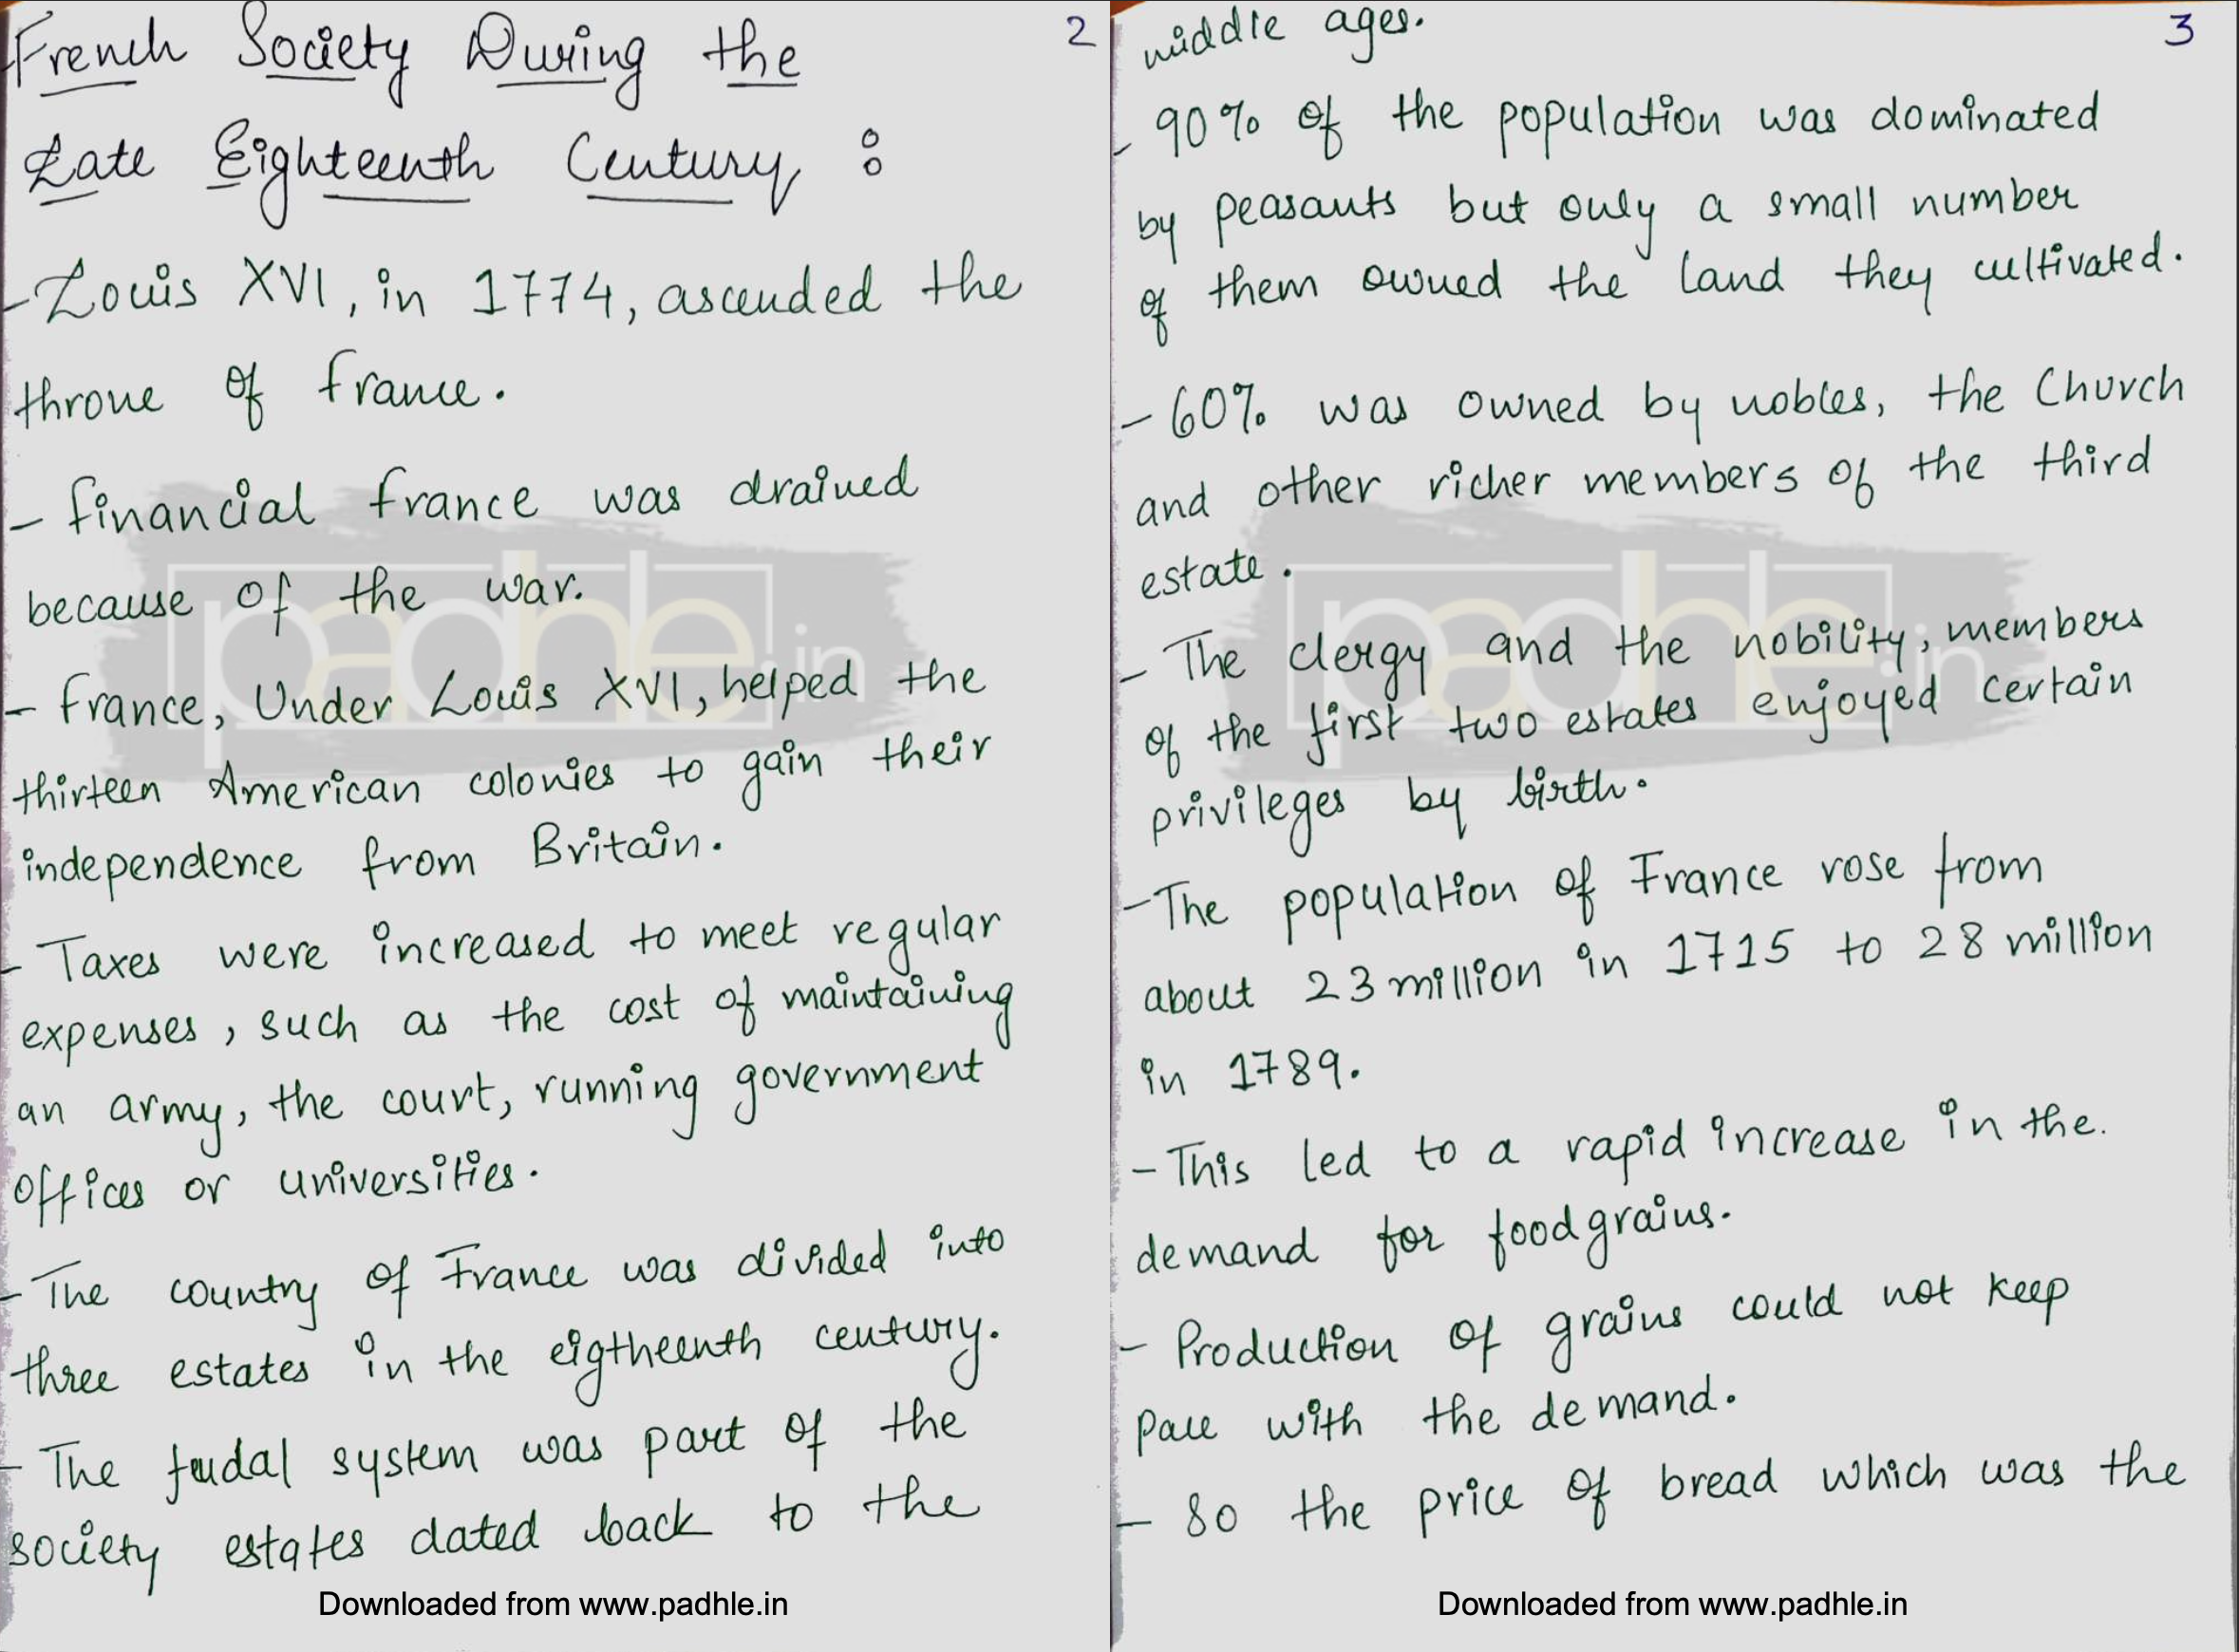 French Society During the
Late Eighteenth Century :
2
- Louis XVI, in 1774, ascended the
throne of france.
- financial france was drained
because of the war.
- france, Under Louis XVI, helped the
thirteen American colonies to gain their
independence from Britain.
- Taxes were increased to meet regular
expenses, such as the cost of maintaining
an army, the court, running government
offices or universities.
- The country of France was divided into
three estates in the eigtheenth century.
- The feudal system was part of the
society estates dated back to the
padhle.in
Downloaded from www.padhle.in
3
middle ages.
- 90% of the population was dominated
by peasants but only a small number
of them owned the land they cultivated.
- 60% was owned by nobles, the Church
and other richer members of the third
estate.
- The clergy and the nobility, members
of the first two estates enjoyed certain
privileges by birth.
- The population of France rose from
about 23 million in 1715 to 28 million
in 1789.
- This led to a rapid increase in the.
demand for foodgrains.
- Production of grains could not keep
pace with the demand.
- So the price of bread which was the
padhle.in
Downloaded from www.padhle.in